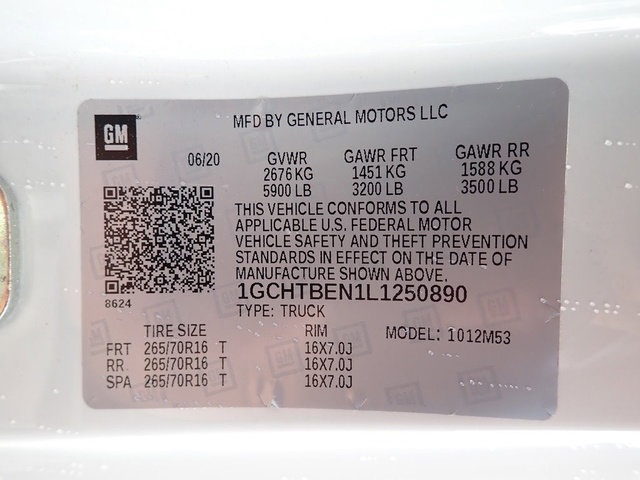 GM
MFD BY GENERAL MOTORS LLC
06/20 GVWR GAWR FRT GAWR RR
2676 KG 1451 KG 1588 KG
5900 LB 3200 LB 3500 LB
THIS VEHICLE CONFORMS TO ALL
APPLICABLE U.S. FEDERAL MOTOR
VEHICLE SAFETY AND THEFT PREVENTION
STANDARDS IN EFFECT ON THE DATE OF
MANUFACTURE SHOWN ABOVE.
8624 1GCHTBEN1L1250890
TYPE: TRUCK
TIRE SIZE RIM MODEL: 1012M53
FRT 265/70R16 T 16X7.0J
RR 265/70R16 T 16X7.0J
SPA 265/70R16 T 16X7.0J